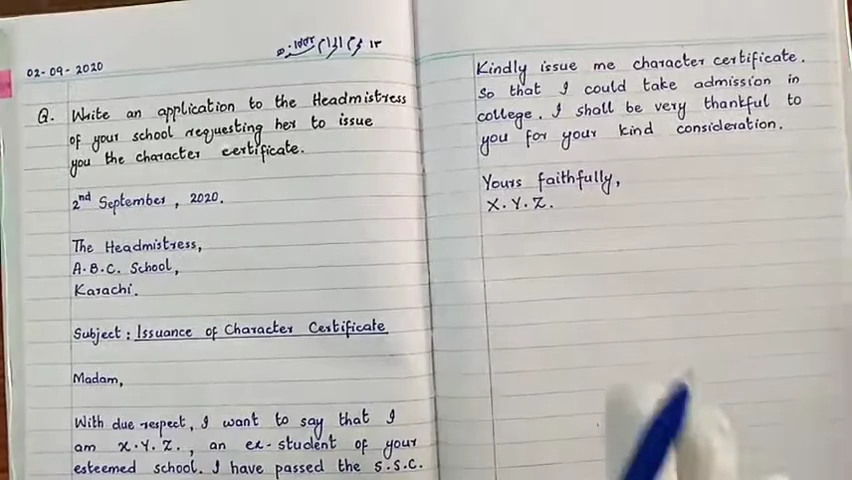 02-09-2020
۱۳ محرم الحرام ۱۴۴۲ھ
Q. Write an application to the Headmistress
of your school requesting her to issue
you the character certificate.
2nd September, 2020.
The Headmistress,
A.B.C. School,
Karachi.
Subject: Issuance of Character Certificate
Madam,
With due respect, I want to say that I
am X.Y.Z., an ex-student of your
esteemed school. I have passed the S.S.C.
Kindly issue me character certificate.
So that I could take admission in
college. I shall be very thankful to
you for your kind consideration.
Yours faithfully,
X.Y.Z.